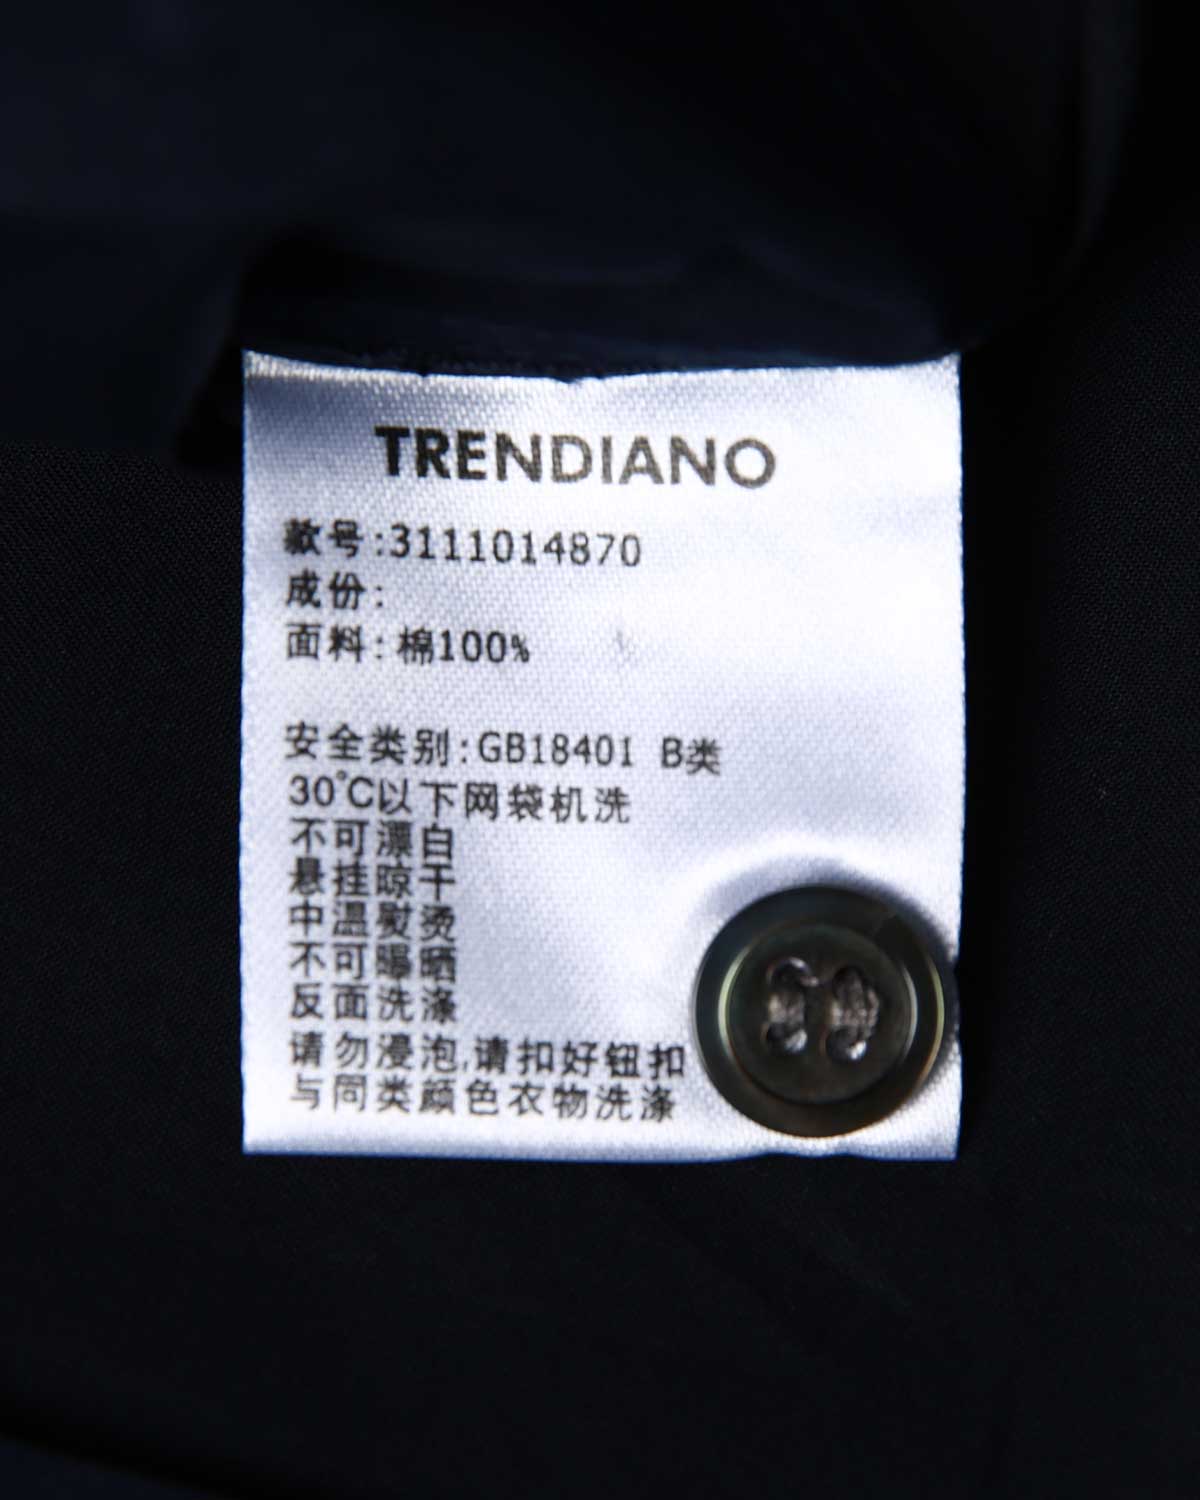 TRENDIANO
款号:3111014870
成份:
面料:棉100%
安全类别:GB18401 B类
30℃以下网袋机洗
不可漂白
悬挂晾干
中温熨烫
不可曝晒
反面洗涤
请勿浸泡,请扣好钮扣
与同类颜色衣物洗涤